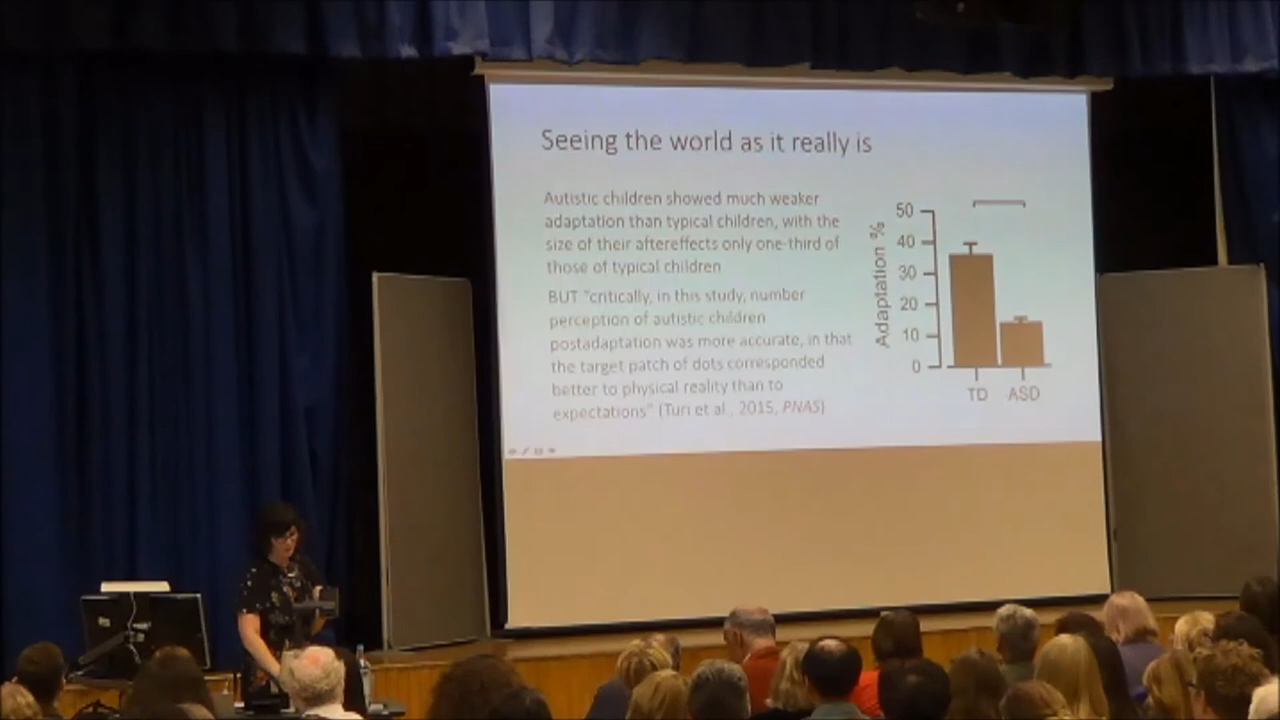 Seeing the world as it really is
Autistic children showed much weaker
adaptation than typical children, with the
size of their aftereffects only one-third of
those of typical children
BUT "critically, in this study, number
perception of autistic children
postadaptation was more accurate, in that
the target patch of dots corresponded
better to physical reality than to
expectations" (Turi et al., 2015, PNAS)
Adaptation %
50
40
30
20
10
0
TD ASD